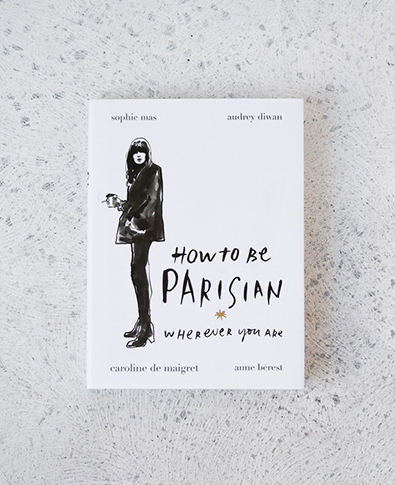 sophie mas audrey diwan
HOW TO BE
PARISIAN
WHEREVER YOU ARE
caroline de maigret anne berest